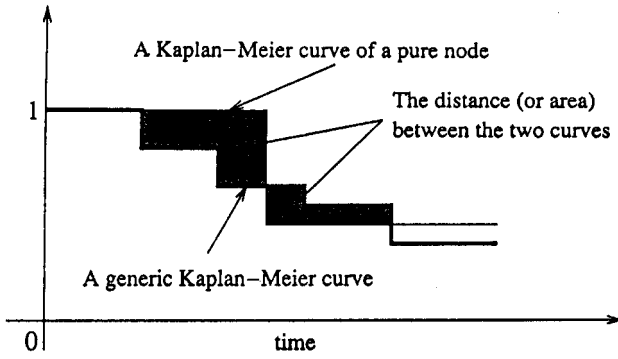 A Kaplan−Meier curve of a pure node
1
The distance (or area)
between the two curves
A generic Kaplan−Meier curve
0
time